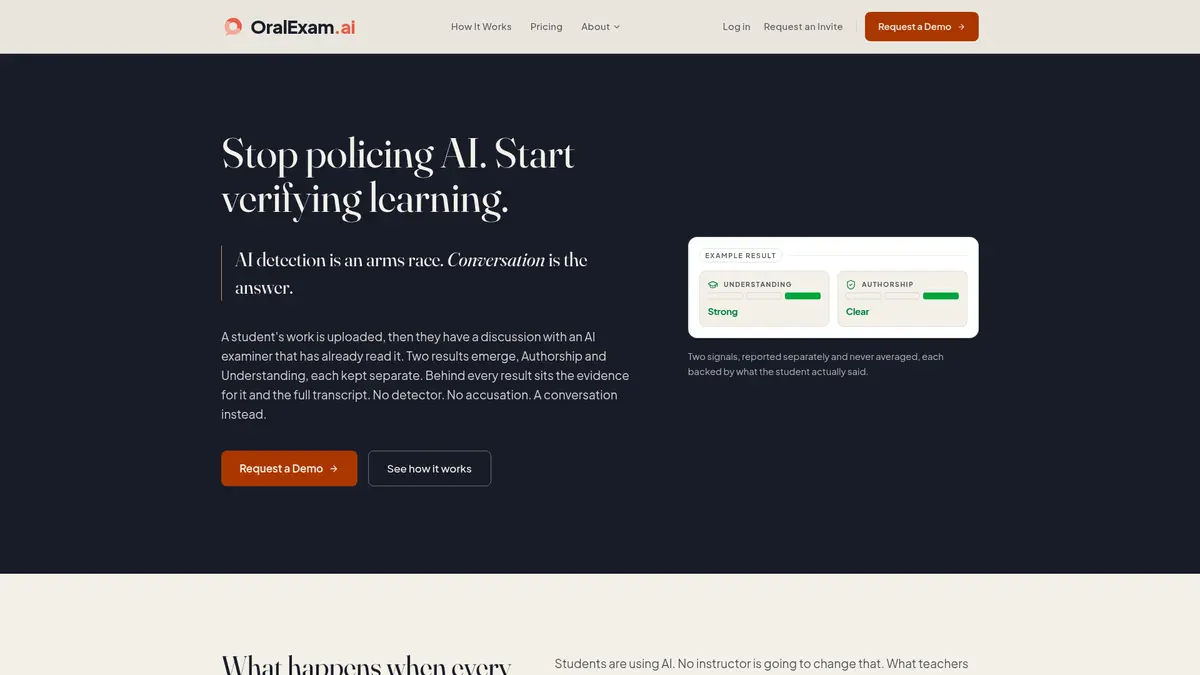 OralExam.ai
How It Works
Pricing
About
Log in
Request an Invite
Request a Demo →
Stop policing AI. Start
verifying learning.
AI detection is an arms race. Conversation is the
answer.
A student's work is uploaded, then they have a discussion with an AI
examiner that has already read it. Two results emerge, Authorship and
Understanding, each kept separate. Behind every result sits the evidence
for it and the full transcript. No detector. No accusation. A conversation
instead.
Request a Demo →
See how it works
EXAMPLE RESULT
UNDERSTANDING
Strong
AUTHORSHIP
Clear
Two signals, reported separately and never averaged, each
backed by what the student actually said.
What happens when every
Students are using AI. No instructor is going to change that. What teachers